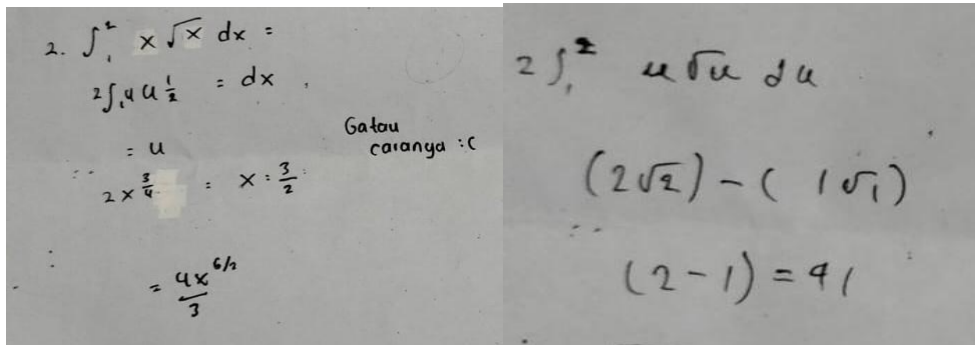 2. ∫₁² x √x dx =
2∫₁ u u ½ = dx
= u
Gatau
caranya :(
2 x ¾ = x = 3/2
= 4x^6/2 / 3
2∫₁² u √u du
(2√2) - ( 1√1)
(2-1) =